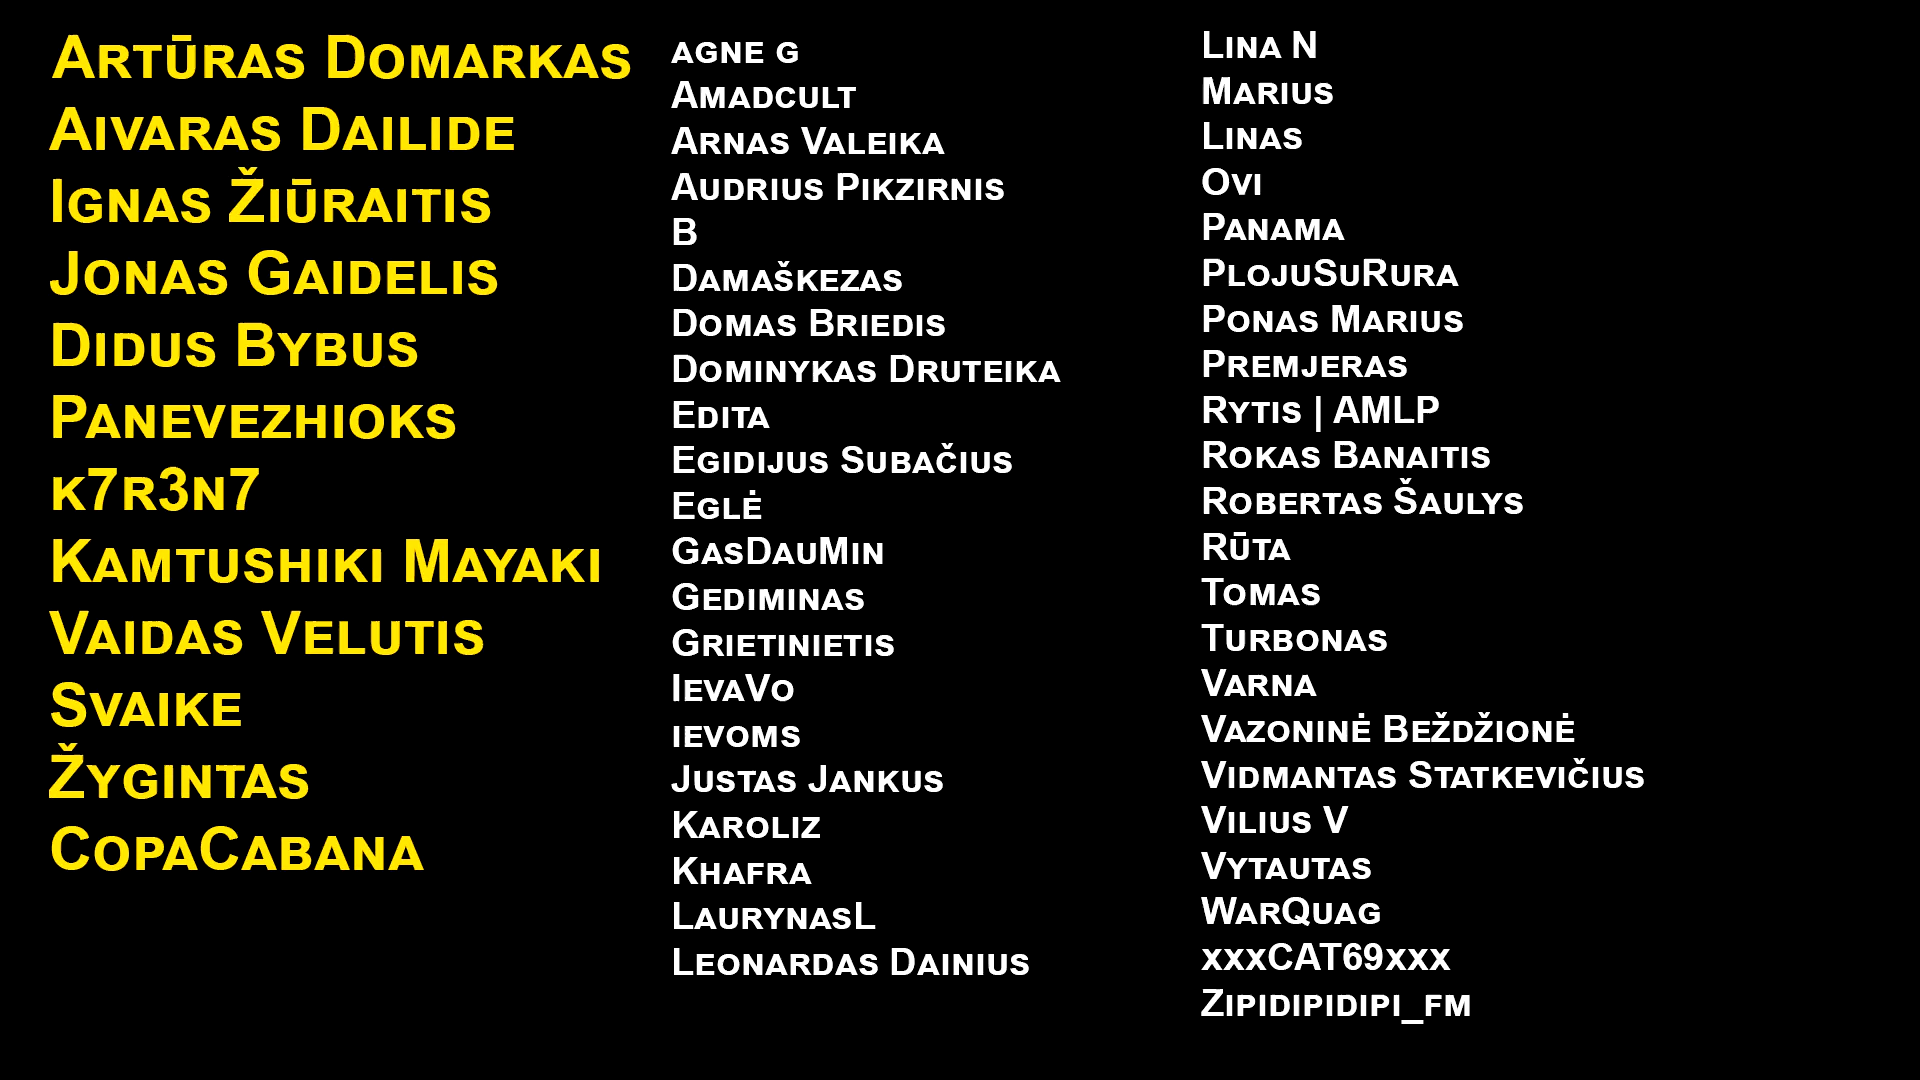 Artūras Domarkas
Aivaras Dailide
Ignas Žiūraitis
Jonas Gaidelis
Didus Bybus
Panevezhioks
k7r3n7
Kamtushiki Mayaki
Vaidas Velutis
Svaike
Žygintas
CopaCabana
agne g
Amadcult
Arnas Valeika
Audrius Pikzirnis
B
Damaškezas
Domas Briedis
Dominykas Druteika
Edita
Egidijus Subačius
Eglė
GasDauMin
Gediminas
Grietinietis
IevaVo
ievoms
Justas Jankus
Karoliz
Khafra
LaurynasL
Leonardas Dainius
Lina N
Marius
Linas
Ovi
Panama
PlojuSuRura
Ponas Marius
Premjeras
Rytis | AMLP
Rokas Banaitis
Robertas Šaulys
Rūta
Tomas
Turbonas
Varna
Vazoninė Beždžionė
Vidmantas Statkevičius
Vilius V
Vytautas
WarQuag
xxxCAT69xxx
Zipidipidipi_fm